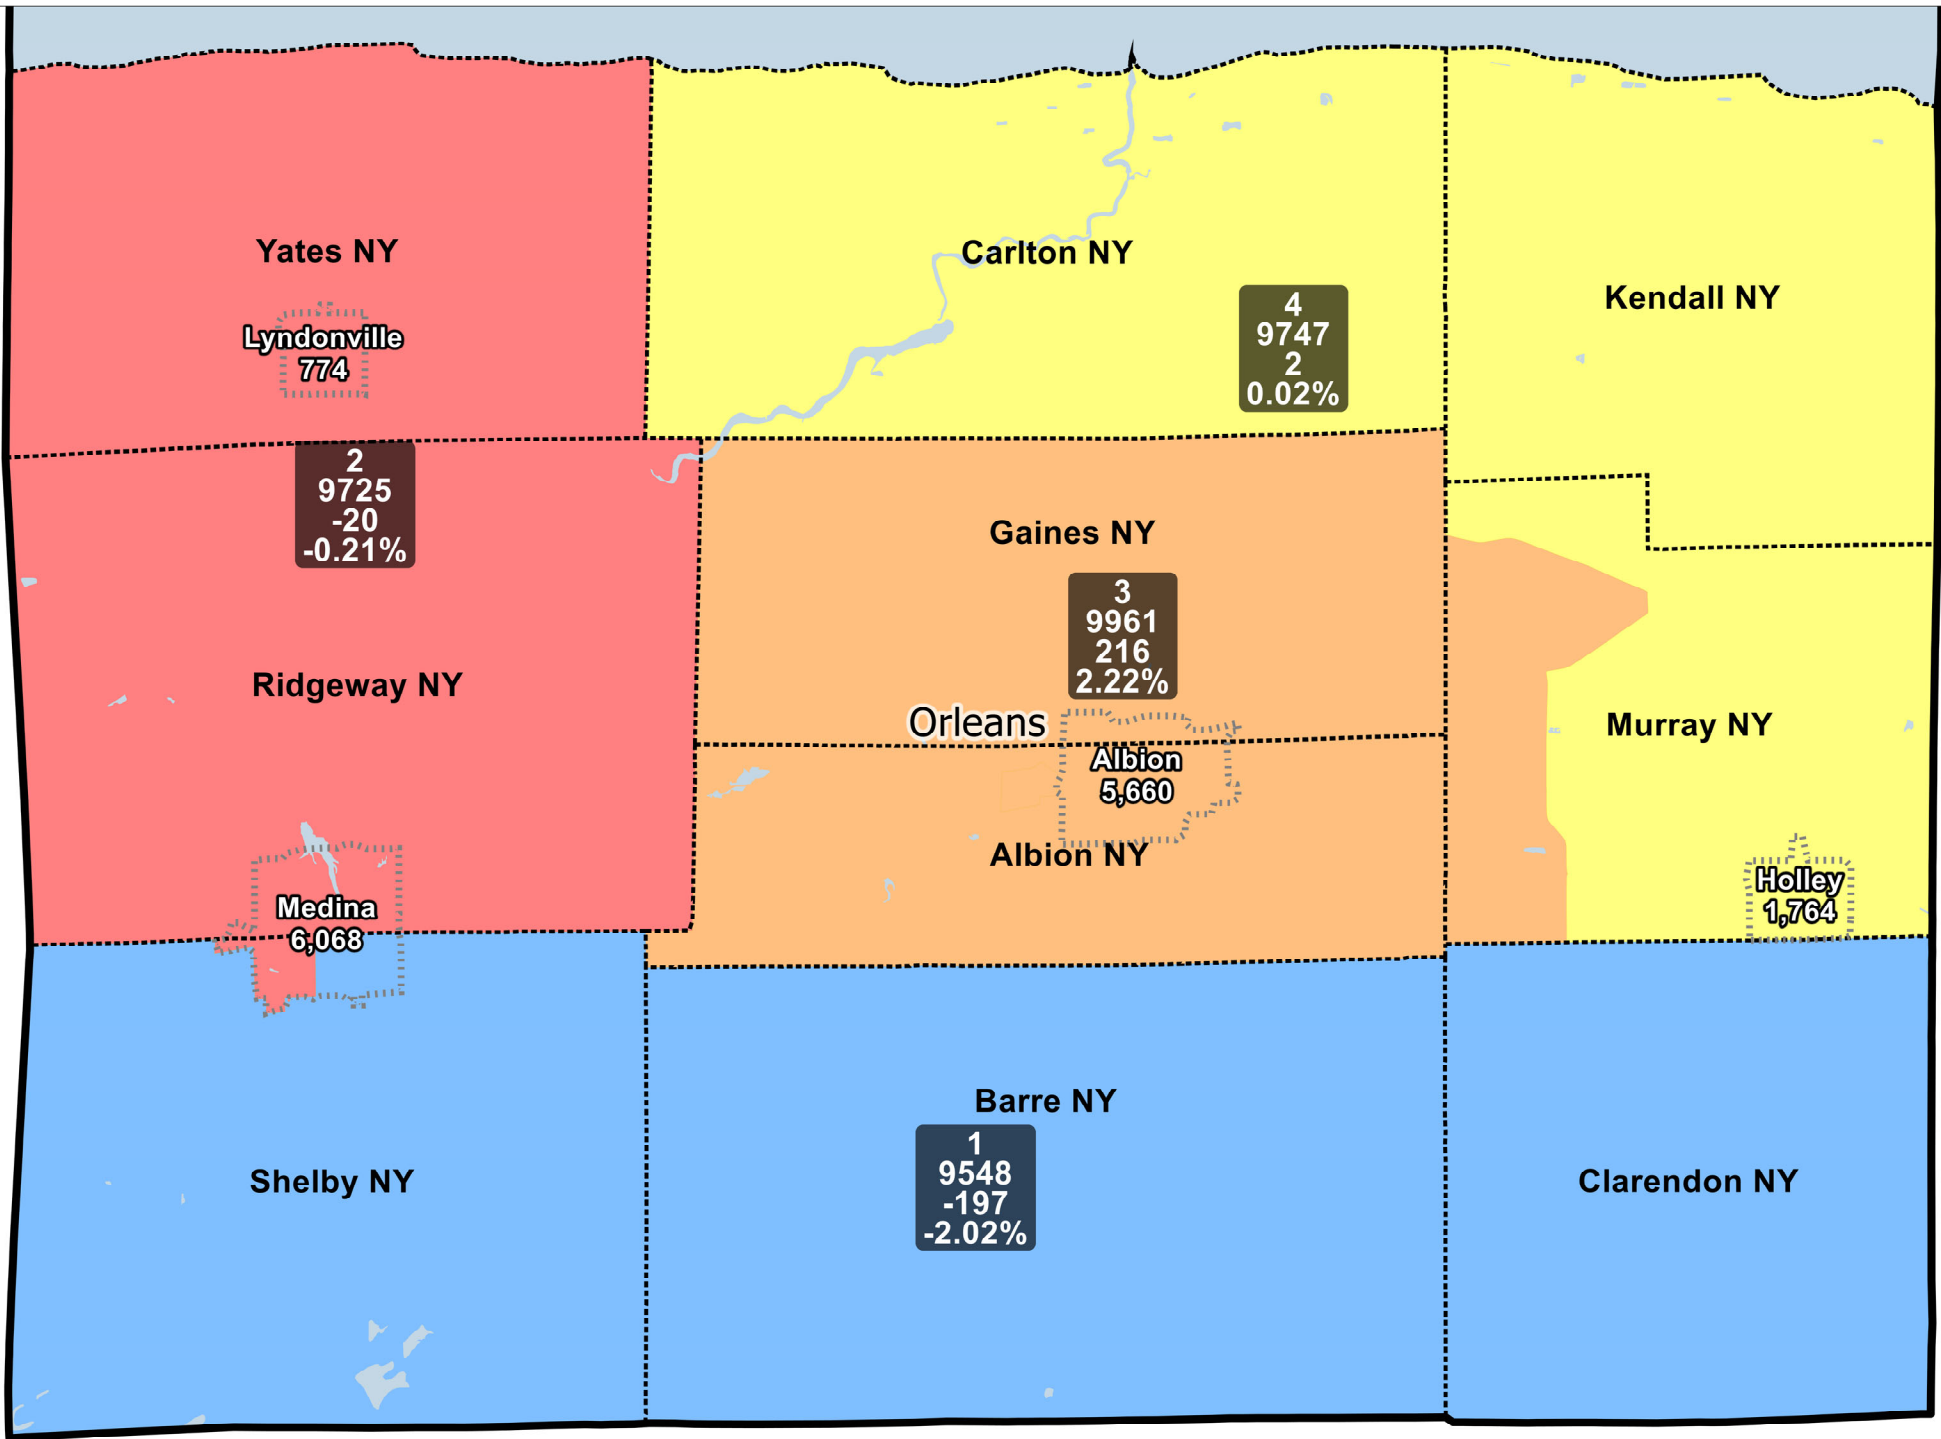 Yates NY
Carlton NY
Kendall NY
Lyndonville
774
4
9747
2
0.02%
2
9725
-20
-0.21%
Gaines NY
3
9961
216
2.22%
Ridgeway NY
Orleans
Murray NY
Albion
5,660
Albion NY
Medina
6,068
Holley
1,764
Barre NY
1
9548
-197
-2.02%
Shelby NY
Clarendon NY